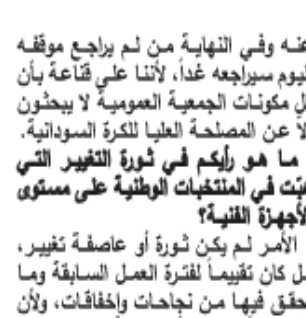 عنه وفي النهاية من لم يراجع موقفه
اليوم سيراجعه غداً، لأننا على قناعة بأن
كل مكونات الجمعية العمومية لا يبحثون
إلا عن المصلحة العليا للكرة السودانية.
ما هو رأيكم في ثورة التغيير التي
في المنتخبات الوطنية على مستوى
الأجهزة الفنية؟
الأمر لم يكن ثورة أو عاصفة تغيير،
بل كان تقييما لفترة العمل السابقة وما
تحقق فيها من نجاحات وإخفاقات، ولأن